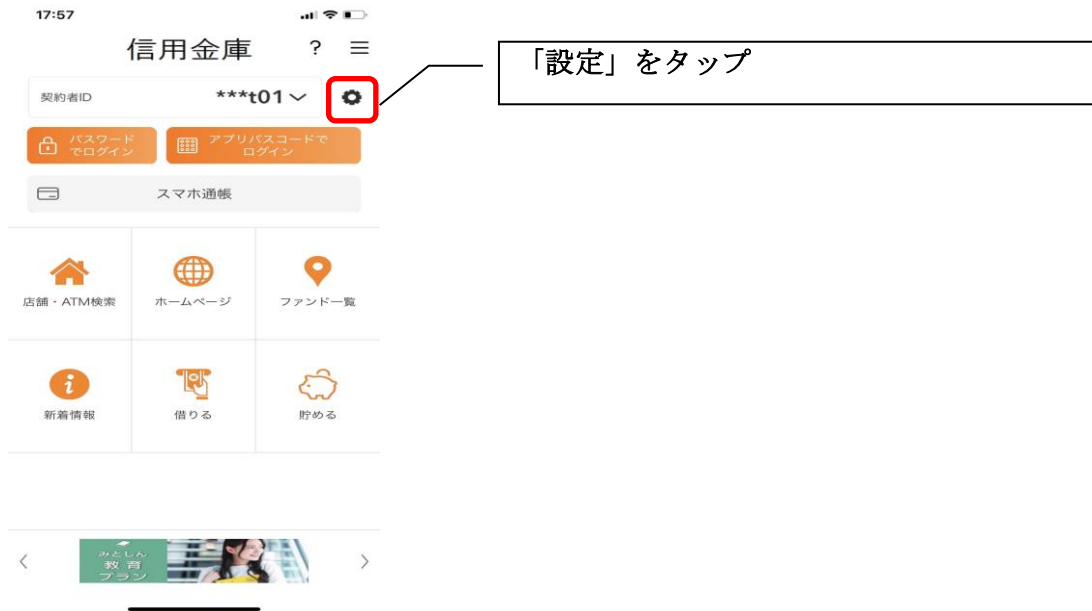 17:57
信用金庫 ?
「設定」をタップ
契約者ID ***t01
パスワード
でログイン
アプリパスコードで
ログイン
スマホ通帳
店舗・ATM検索 ホームページ ファンド一覧
新着情報 借りる 貯める
みとしん
教育
プラン